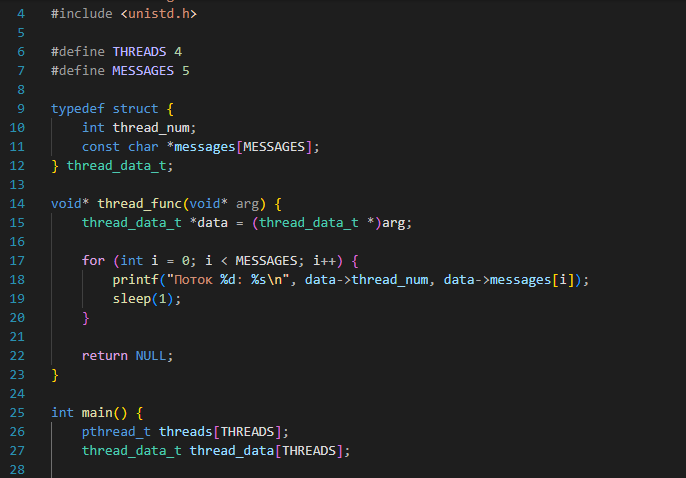 4 #include <unistd.h>
5
6 #define THREADS 4
7 #define MESSAGES 5
8
9 typedef struct {
10     int thread_num;
11     const char *messages[MESSAGES];
12 } thread_data_t;
13
14 void* thread_func(void* arg) {
15     thread_data_t *data = (thread_data_t *)arg;
16
17     for (int i = 0; i < MESSAGES; i++) {
18         printf("Поток %d: %s\n", data->thread_num, data->messages[i]);
19         sleep(1);
20     }
21
22     return NULL;
23 }
24
25 int main() {
26     pthread_t threads[THREADS];
27     thread_data_t thread_data[THREADS];
28